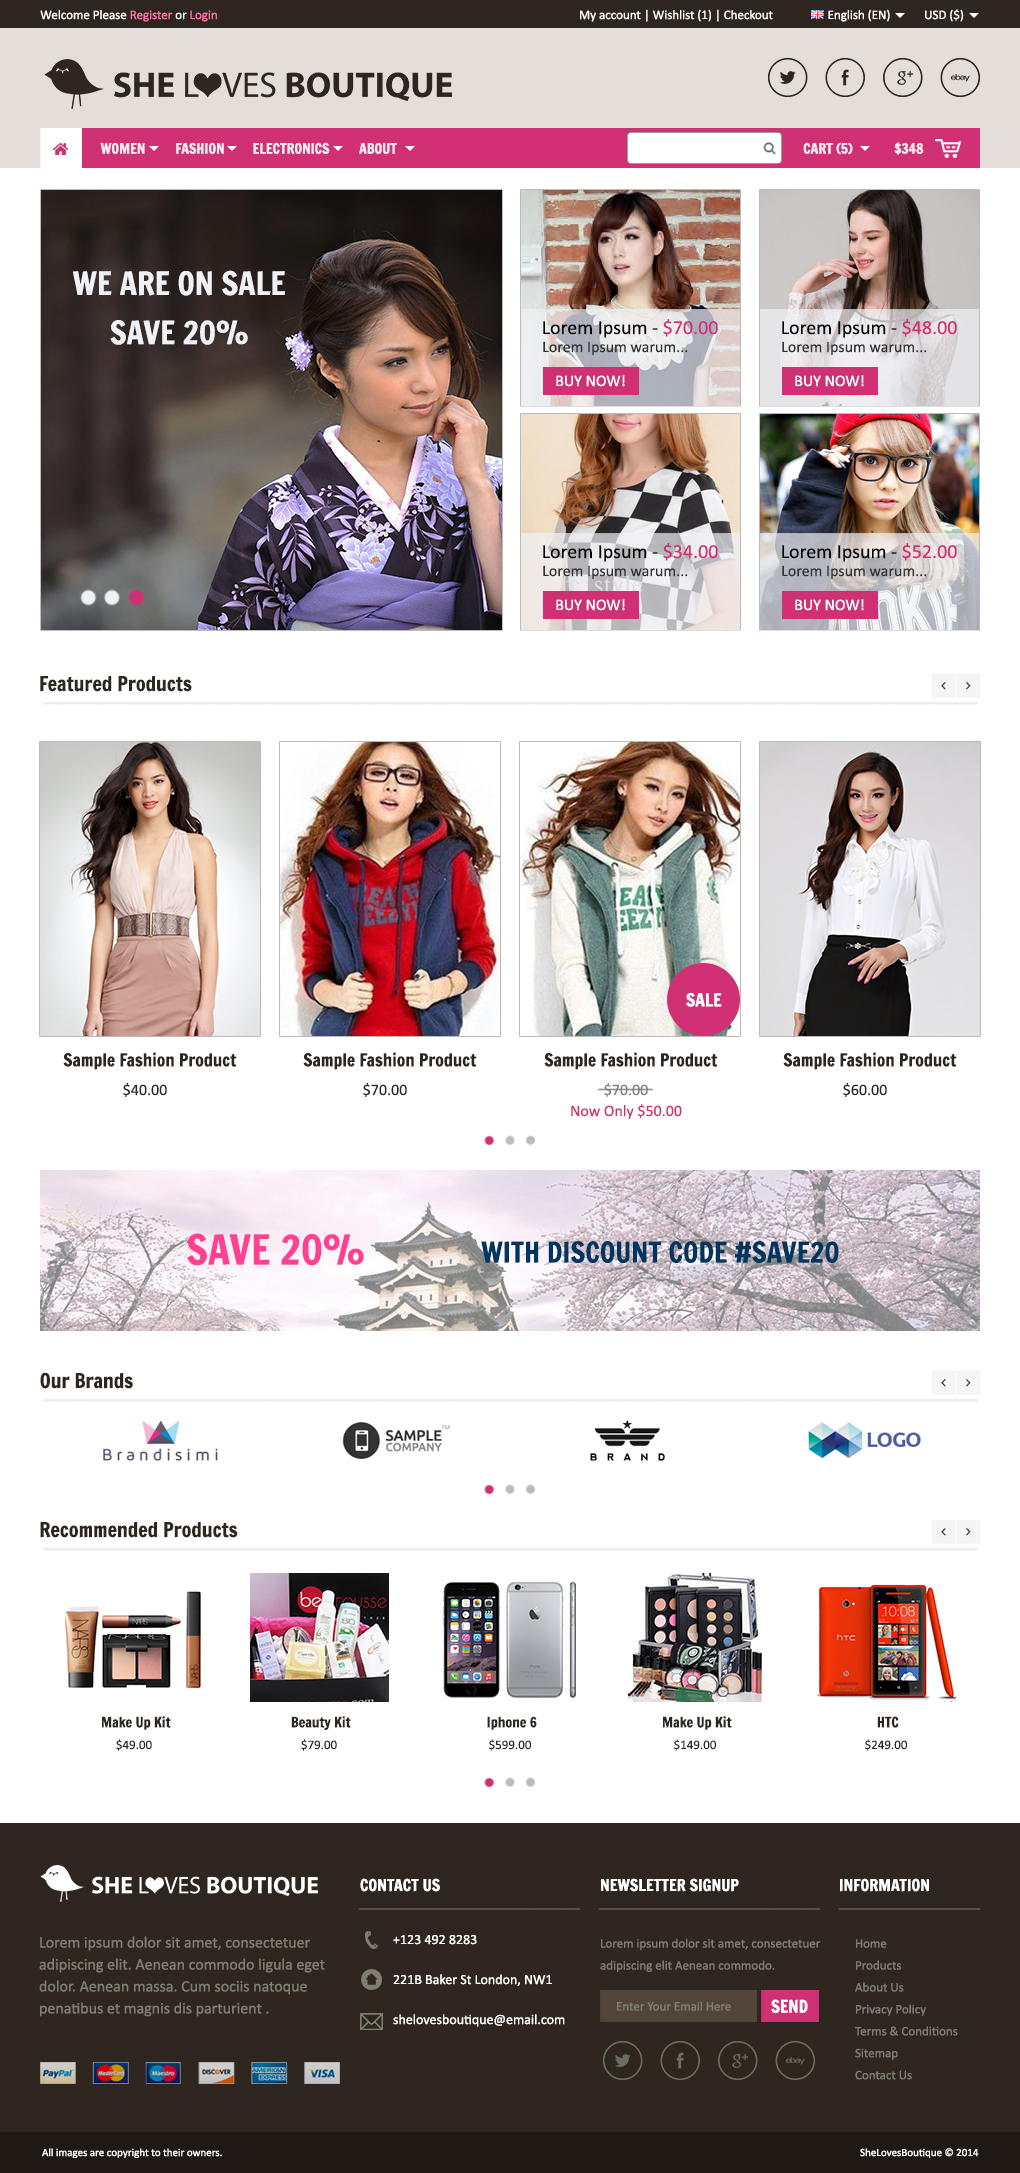 Welcome Please Register or Login
My account | Wishlist (1) | Checkout
English (EN)
USD ($)
SHE LOVES BOUTIQUE
f
g+
ebay
WOMEN
FASHION
ELECTRONICS
ABOUT
CART (5)
$348
WE ARE ON SALE
SAVE 20%
Lorem Ipsum - $70.00
Lorem Ipsum warum...
BUY NOW!
Lorem Ipsum - $48.00
Lorem Ipsum warum...
BUY NOW!
Lorem Ipsum - $34.00
Lorem Ipsum warum...
BUY NOW!
Lorem Ipsum - $52.00
Lorem Ipsum warum...
BUY NOW!
Featured Products
SALE
Sample Fashion Product
$40.00
Sample Fashion Product
$70.00
Sample Fashion Product
$70.00
Now Only $50.00
Sample Fashion Product
$60.00
SAVE 20%
WITH DISCOUNT CODE #SAVE20
Our Brands
Brandisimi
SAMPLE TM
COMPANY
BRAND
LOGO
Recommended Products
NARS
10:08
hTC
Make Up Kit
$49.00
Beauty Kit
$79.00
Iphone 6
$599.00
Make Up Kit
$149.00
HTC
$249.00
SHE LOVES BOUTIQUE
Lorem ipsum dolor sit amet, consectetuer
adipiscing elit. Aenean commodo ligula eget
dolor. Aenean massa. Cum sociis natoque
penatibus et magnis dis parturient .
PayPal
MasterCard
Maestro
DISCOVER
AMERICAN EXPRESS
VISA
CONTACT US
+123 492 8283
221B Baker St London, NW1
shelovesboutique@email.com
NEWSLETTER SIGNUP
Lorem ipsum dolor sit amet, consectetuer
adipiscing elit Aenean commodo.
Enter Your Email Here
SEND
f
g+
ebay
INFORMATION
Home
Products
About Us
Privacy Policy
Terms & Conditions
Sitemap
Contact Us
All images are copyright to their owners.
SheLovesBoutique © 2014